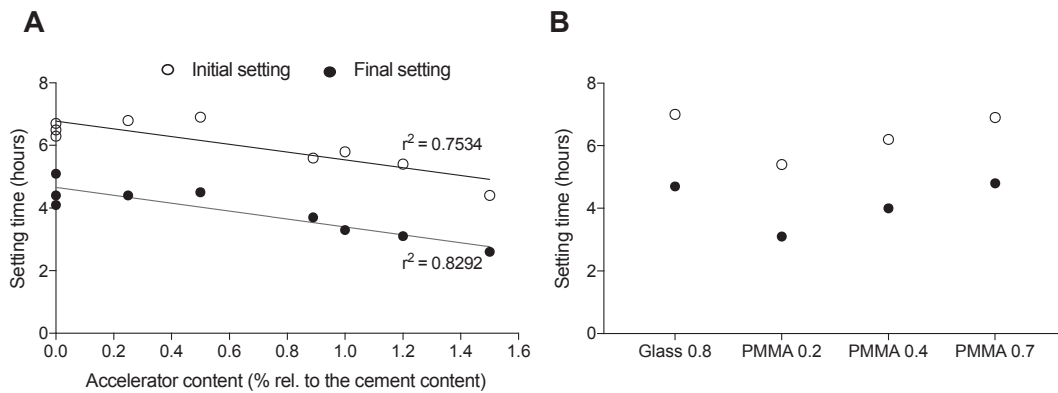 A
Initial setting Final setting
Setting time (hours)
8
6
4
2
0
r² = 0.7534
r² = 0.8292
0.0 0.2 0.4 0.6 0.8 1.0 1.2 1.4 1.6
Accelerator content (% rel. to the cement content)
B
Setting time (hours)
8
6
4
2
0
Glass 0.8 PMMA 0.2 PMMA 0.4 PMMA 0.7